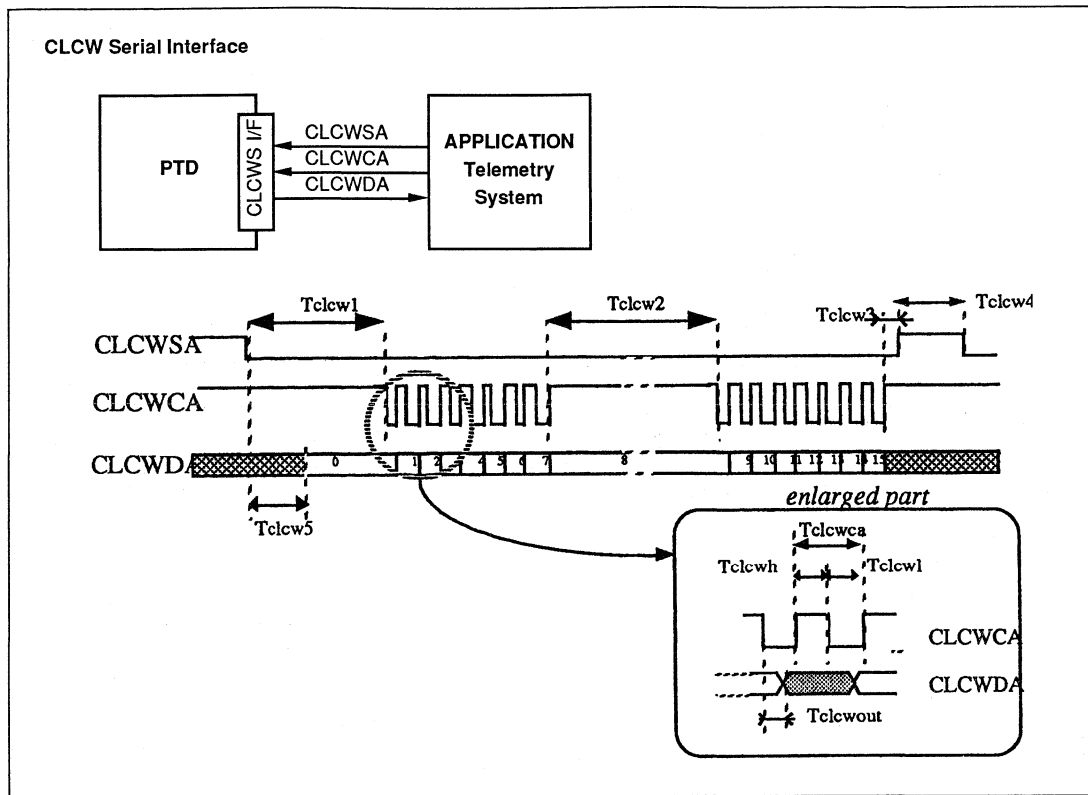 CLCW Serial Interface
PTD
CLCWS I/F
CLCWSA
CLCWCA
CLCWDA
APPLICATION
Telemetry
System
Tclcw1
Tclcw2
Tclcw3
Tclcw4
CLCWSA
CLCWCA
CLCWDA
0 1 2 4 5 6 7 8 9 10 11 12 13 14 15
Tclcw5
enlarged part
Tclcwca
Tclcwh
Tclcwl
CLCWCA
CLCWDA
Tclcwout